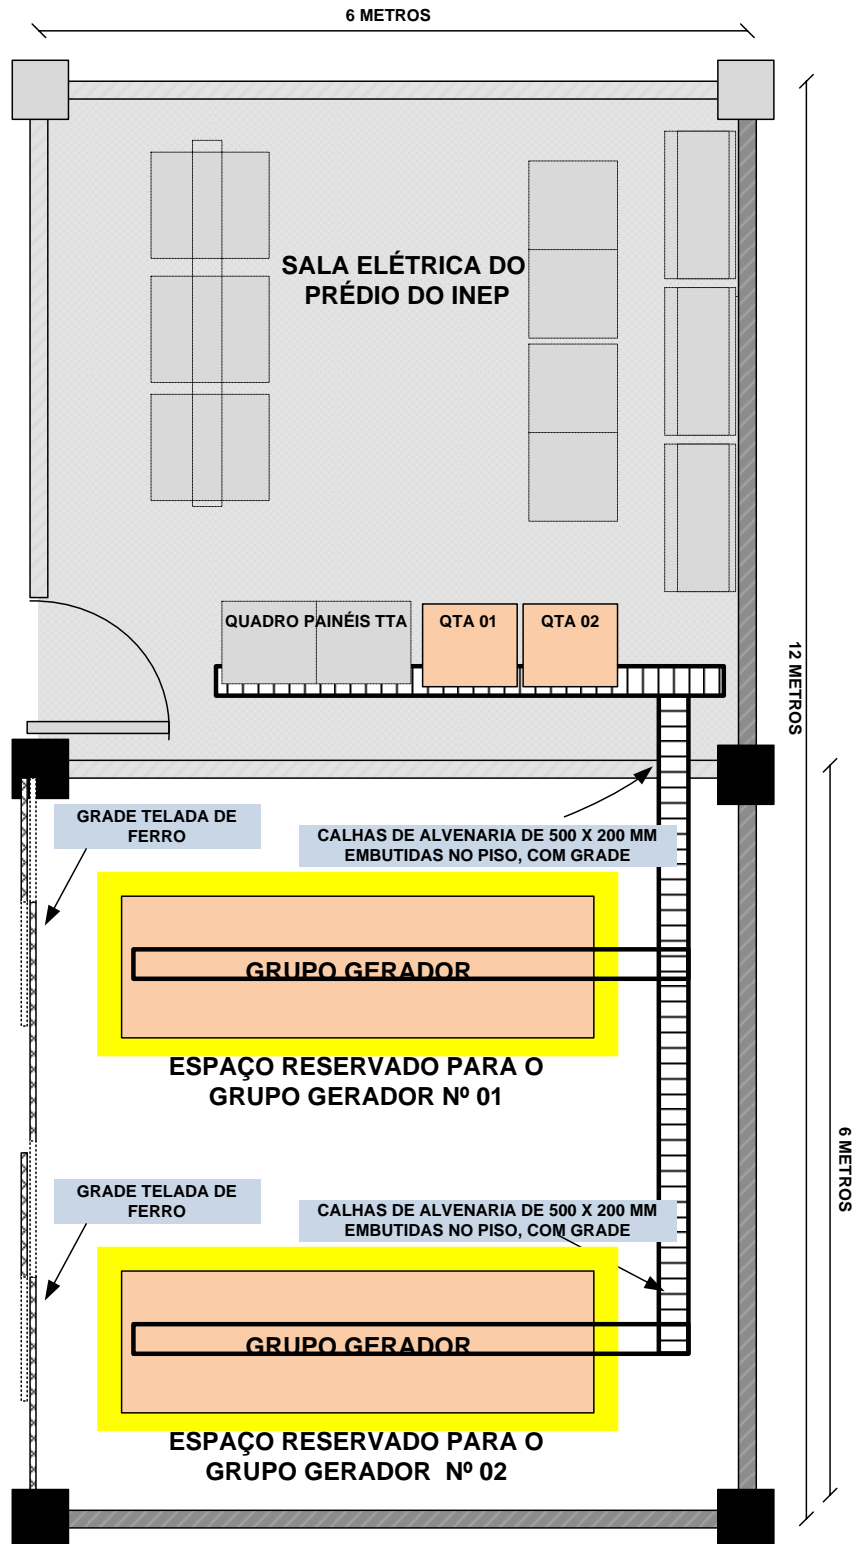 6 METROS
SALA ELÉTRICA DO
PRÉDIO DO INEP
QUADRO PAINÉIS TTA
QTA 01
QTA 02
12 METROS
GRADE TELADA DE
FERRO
CALHAS DE ALVENARIA DE 500 X 200 MM
EMBUTIDAS NO PISO, COM GRADE
GRUPO GERADOR
ESPAÇO RESERVADO PARA O
GRUPO GERADOR Nº 01
6 METROS
GRADE TELADA DE
FERRO
CALHAS DE ALVENARIA DE 500 X 200 MM
EMBUTIDAS NO PISO, COM GRADE
GRUPO GERADOR
ESPAÇO RESERVADO PARA O
GRUPO GERADOR  Nº 02